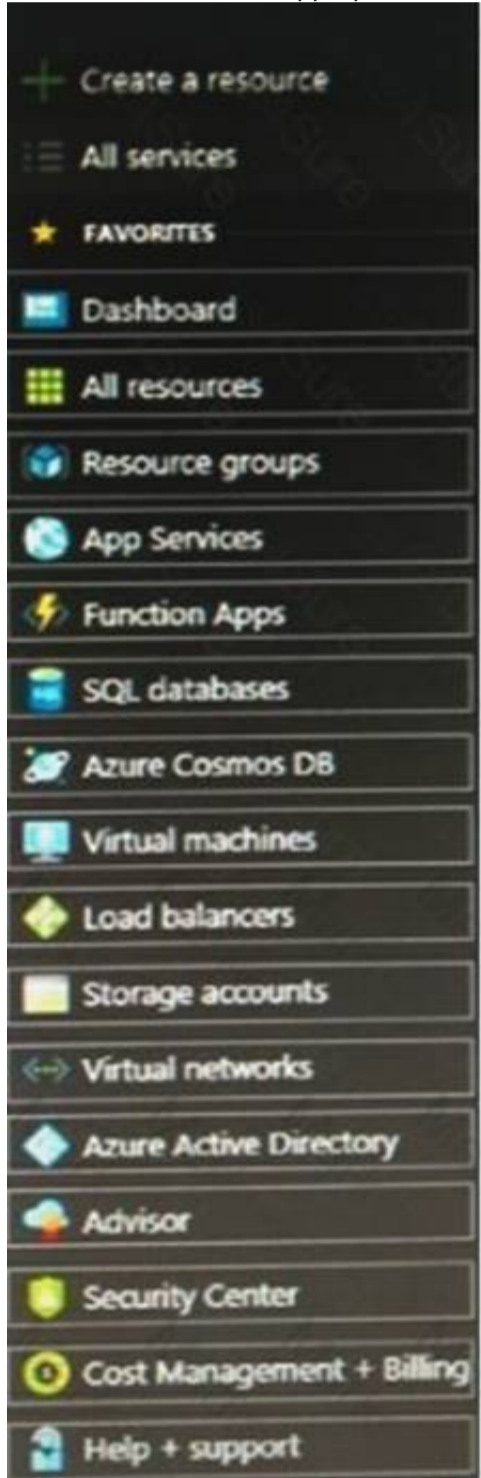 Create a resource
All services
FAVORITES
Dashboard
All resources
Resource groups
App Services
Function Apps
SQL databases
Azure Cosmos DB
Virtual machines
Load balancers
Storage accounts
Virtual networks
Azure Active Directory
Advisor
Security Center
Cost Management + Billing
Help + support